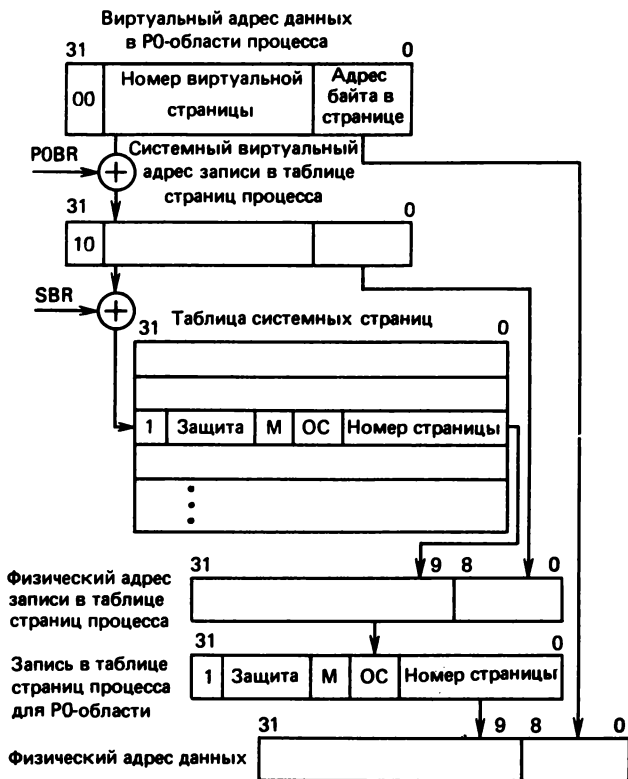 Виртуальный адрес данных
в Р0-области процесса
31 0
00
Номер виртуальной
страницы
Адрес
байта в
странице
P0BR
Системный виртуальный
адрес записи в таблице
страниц процесса
31 0
10
SBR
Таблица системных страниц
31 0
1 Защита М ОС Номер страницы
31 9 8 0
Физический адрес
записи в таблице
страниц процесса
31 0
Запись в таблице
страниц процесса
для Р0-области
1 Защита М ОС Номер страницы
31 9 8 0
Физический адрес данных